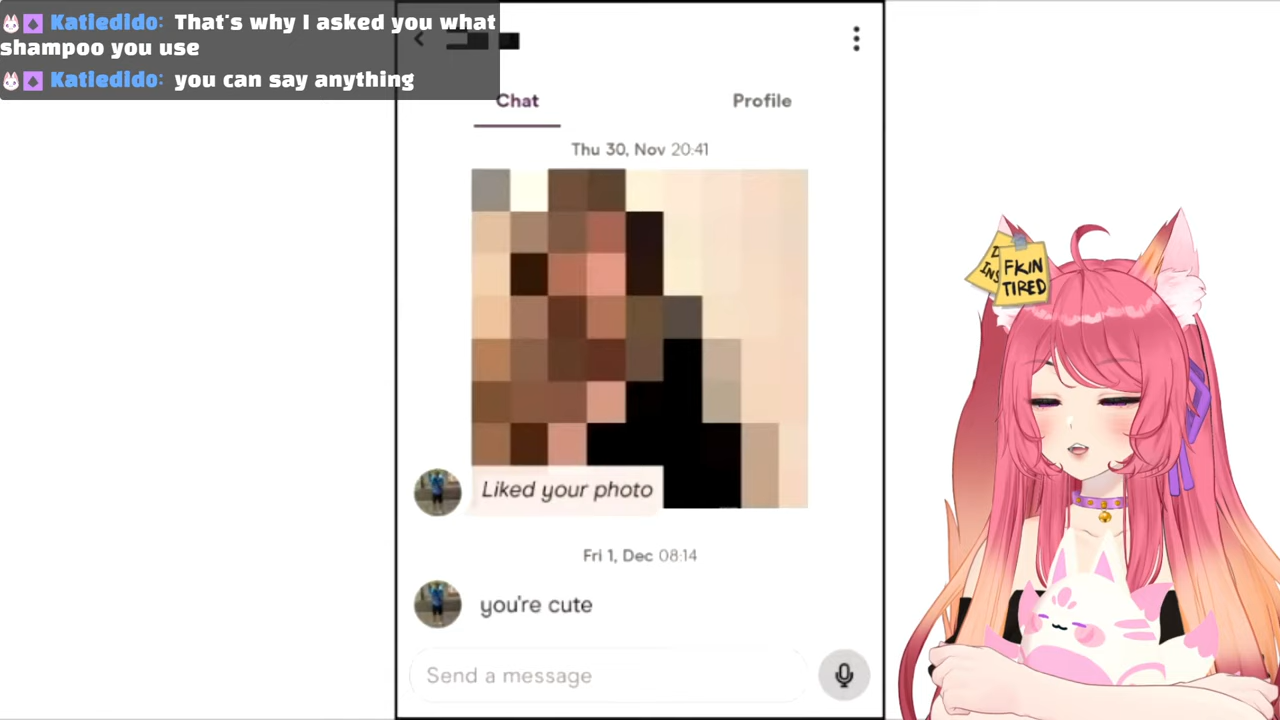 Katiedido: That's why I asked you what
shampoo you use
Katiedido: you can say anything
Chat
Profile
Thu 30, Nov 20:41
Liked your photo
Fri 1, Dec 08:14
you're cute
Send a message
FKIN
TIRED
INS